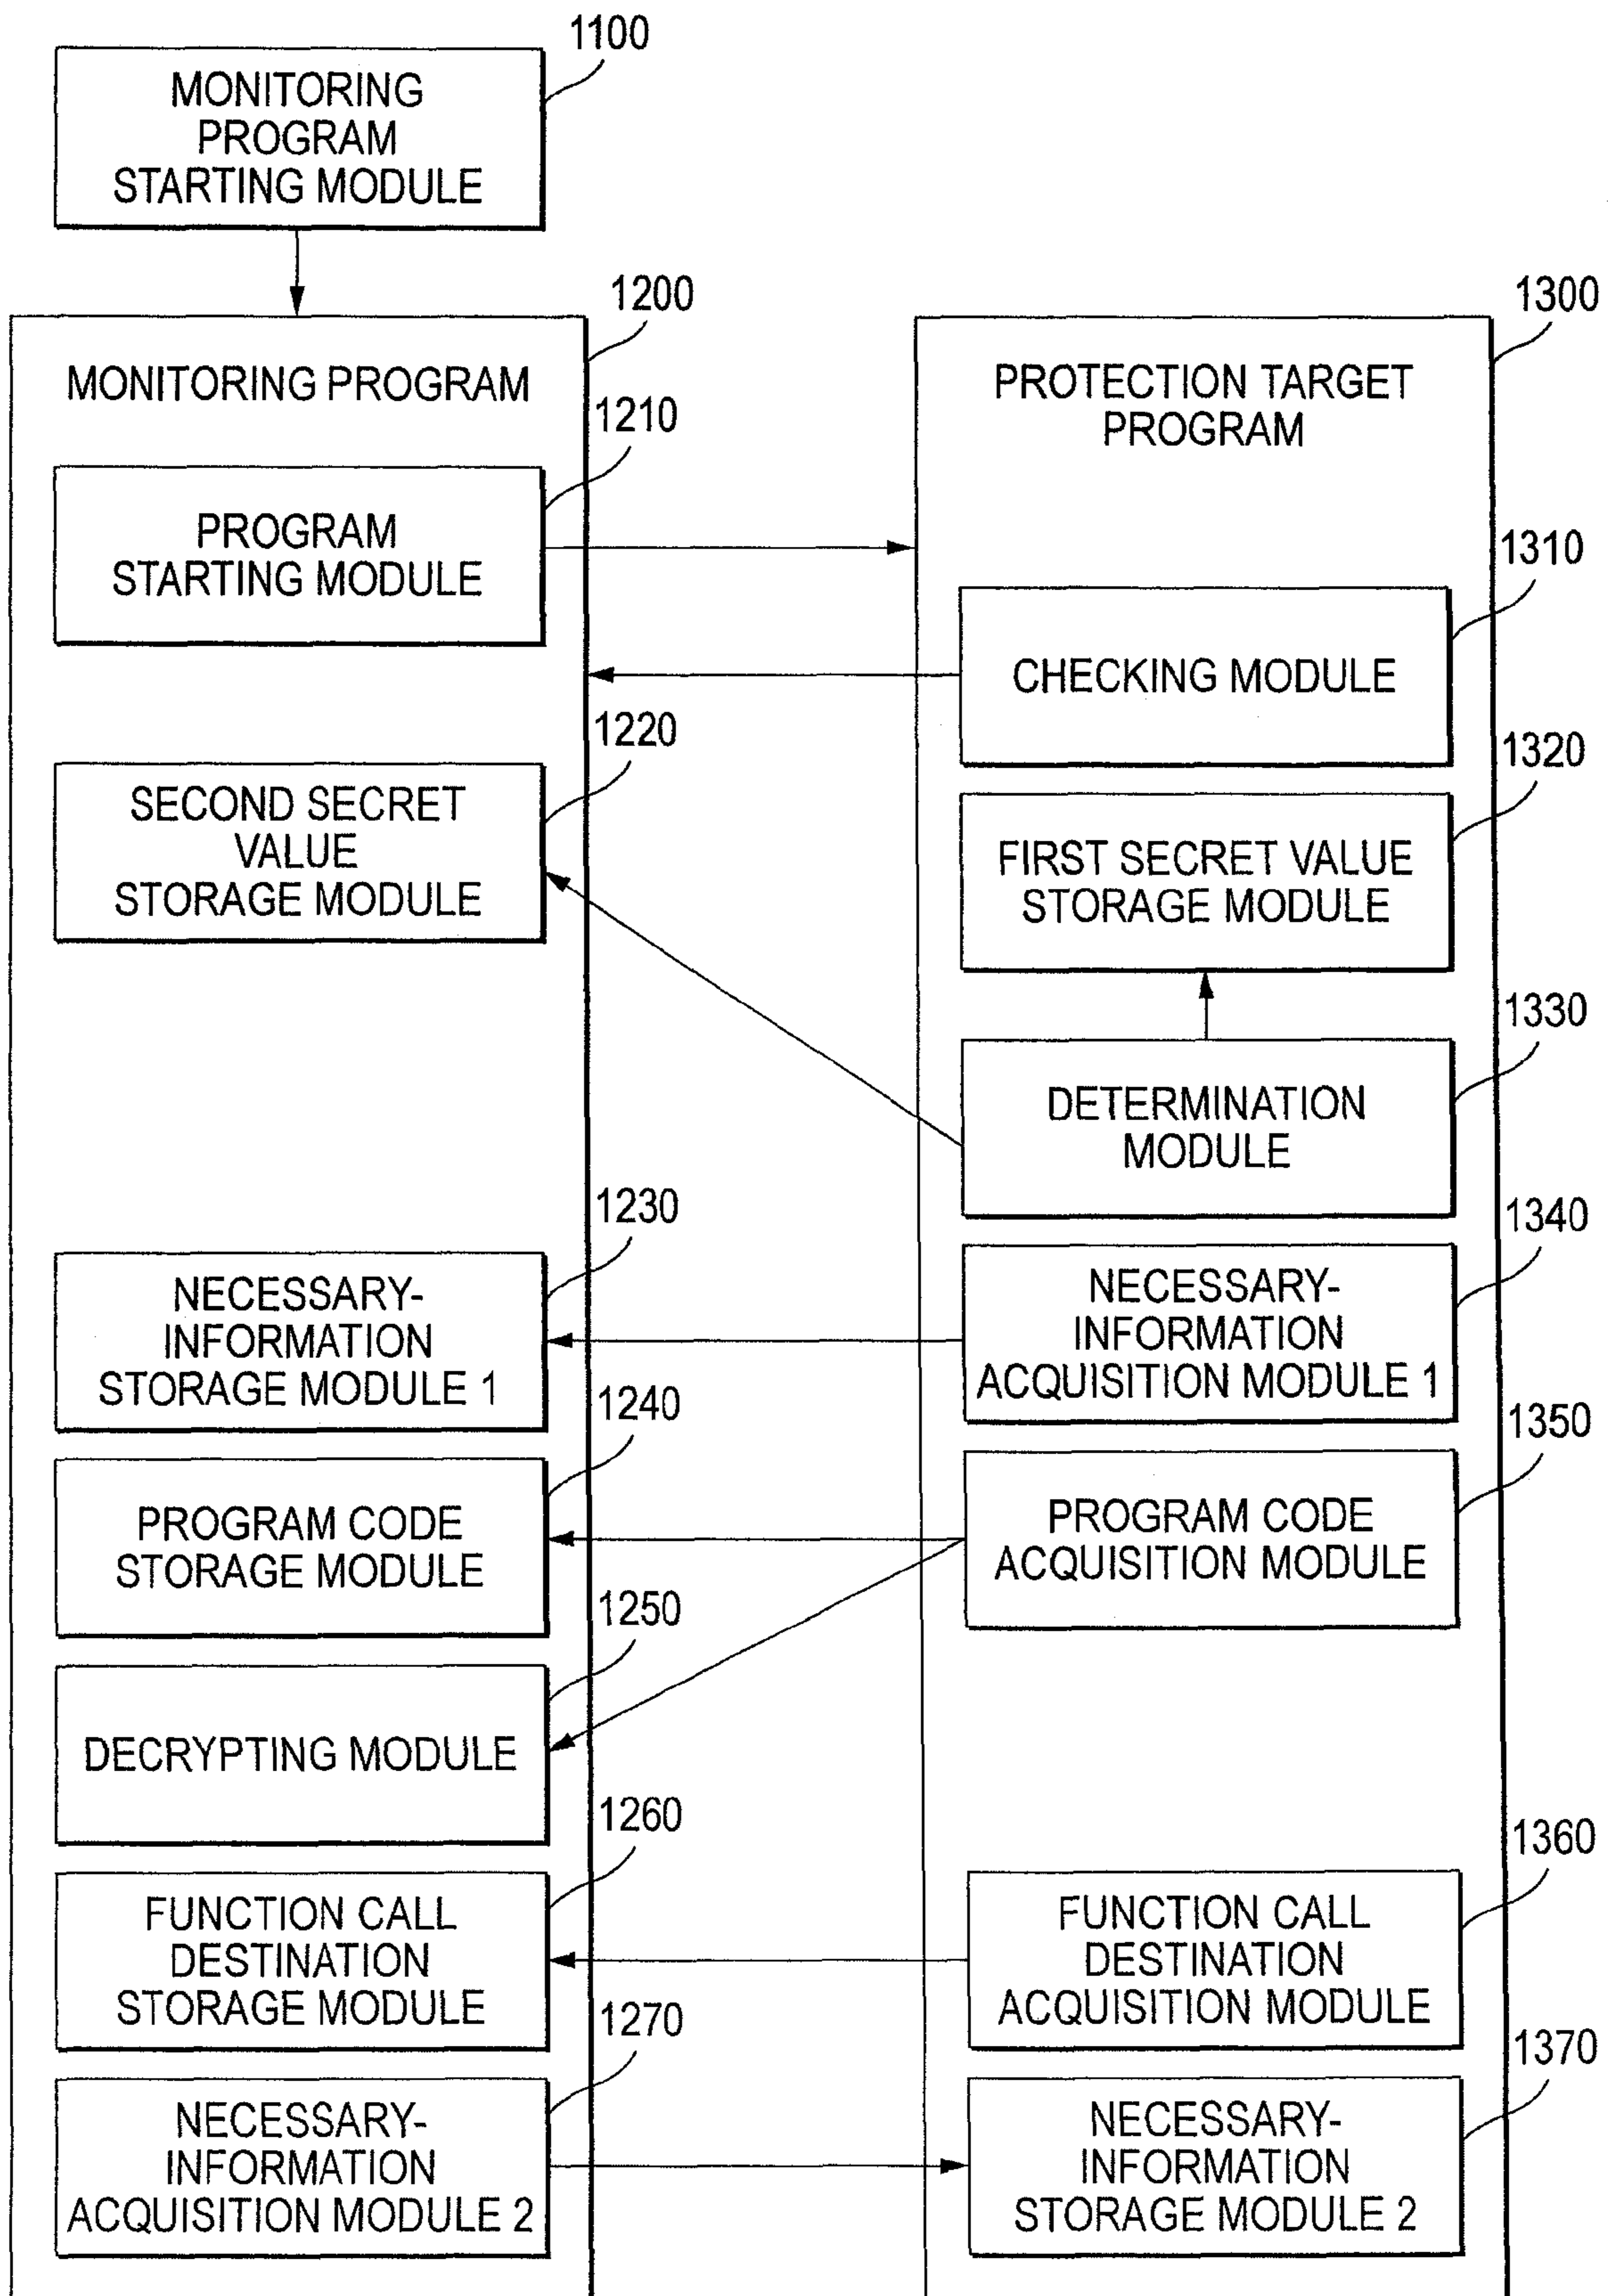 1100
MONITORING
PROGRAM
STARTING MODULE
1200
MONITORING PROGRAM
1210
PROGRAM
STARTING MODULE
1220
SECOND SECRET
VALUE
STORAGE MODULE
1230
NECESSARY-
INFORMATION
STORAGE MODULE 1
1240
PROGRAM CODE
STORAGE MODULE
1250
DECRYPTING MODULE
1260
FUNCTION CALL
DESTINATION
STORAGE MODULE
1270
NECESSARY-
INFORMATION
ACQUISITION MODULE 2
1300
PROTECTION TARGET
PROGRAM
1310
CHECKING MODULE
1320
FIRST SECRET VALUE
STORAGE MODULE
1330
DETERMINATION
MODULE
1340
NECESSARY-
INFORMATION
ACQUISITION MODULE 1
1350
PROGRAM CODE
ACQUISITION MODULE
1360
FUNCTION CALL
DESTINATION
ACQUISITION MODULE
1370
NECESSARY-
INFORMATION
STORAGE MODULE 2